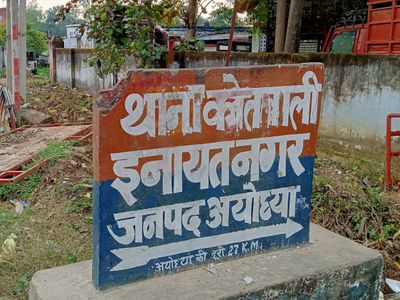 थाना कोतवाली
इनायतनगर
जनपद अयोध्या
अयोध्या की दूरी 27 K.M.